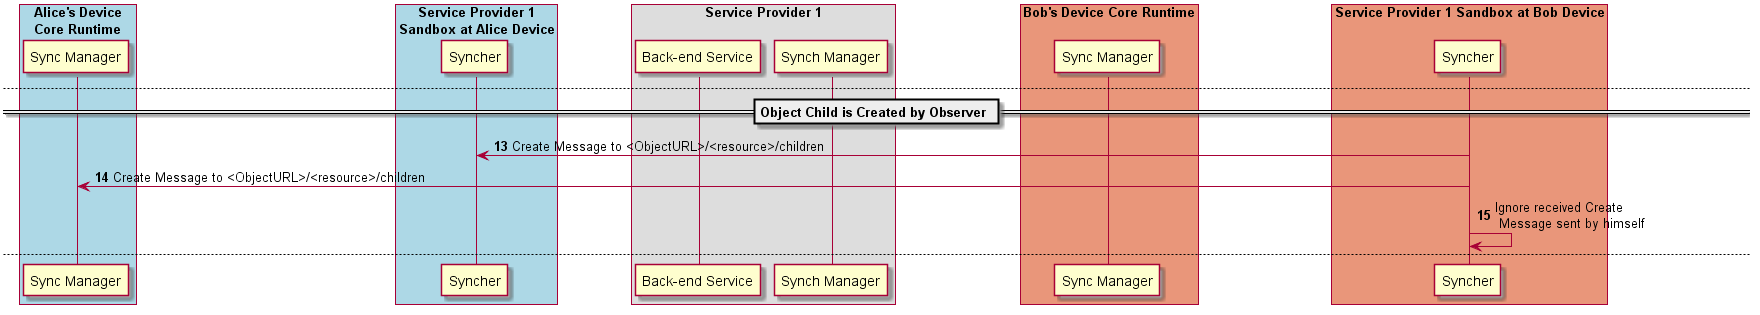 Alice's Device
Core Runtime
Service Provider 1
Sandbox at Alice Device
Service Provider 1
Bob's Device Core Runtime
Service Provider 1 Sandbox at Bob Device
Sync Manager
Syncher
Back-end Service
Synch Manager
Sync Manager
Syncher
Object Child is Created by Observer
13 Create Message to <ObjectURL>/<resource>/children
14 Create Message to <ObjectURL>/<resource>/children
15 Ignore received Create
Message sent by himself
Sync Manager
Syncher
Back-end Service
Synch Manager
Sync Manager
Syncher